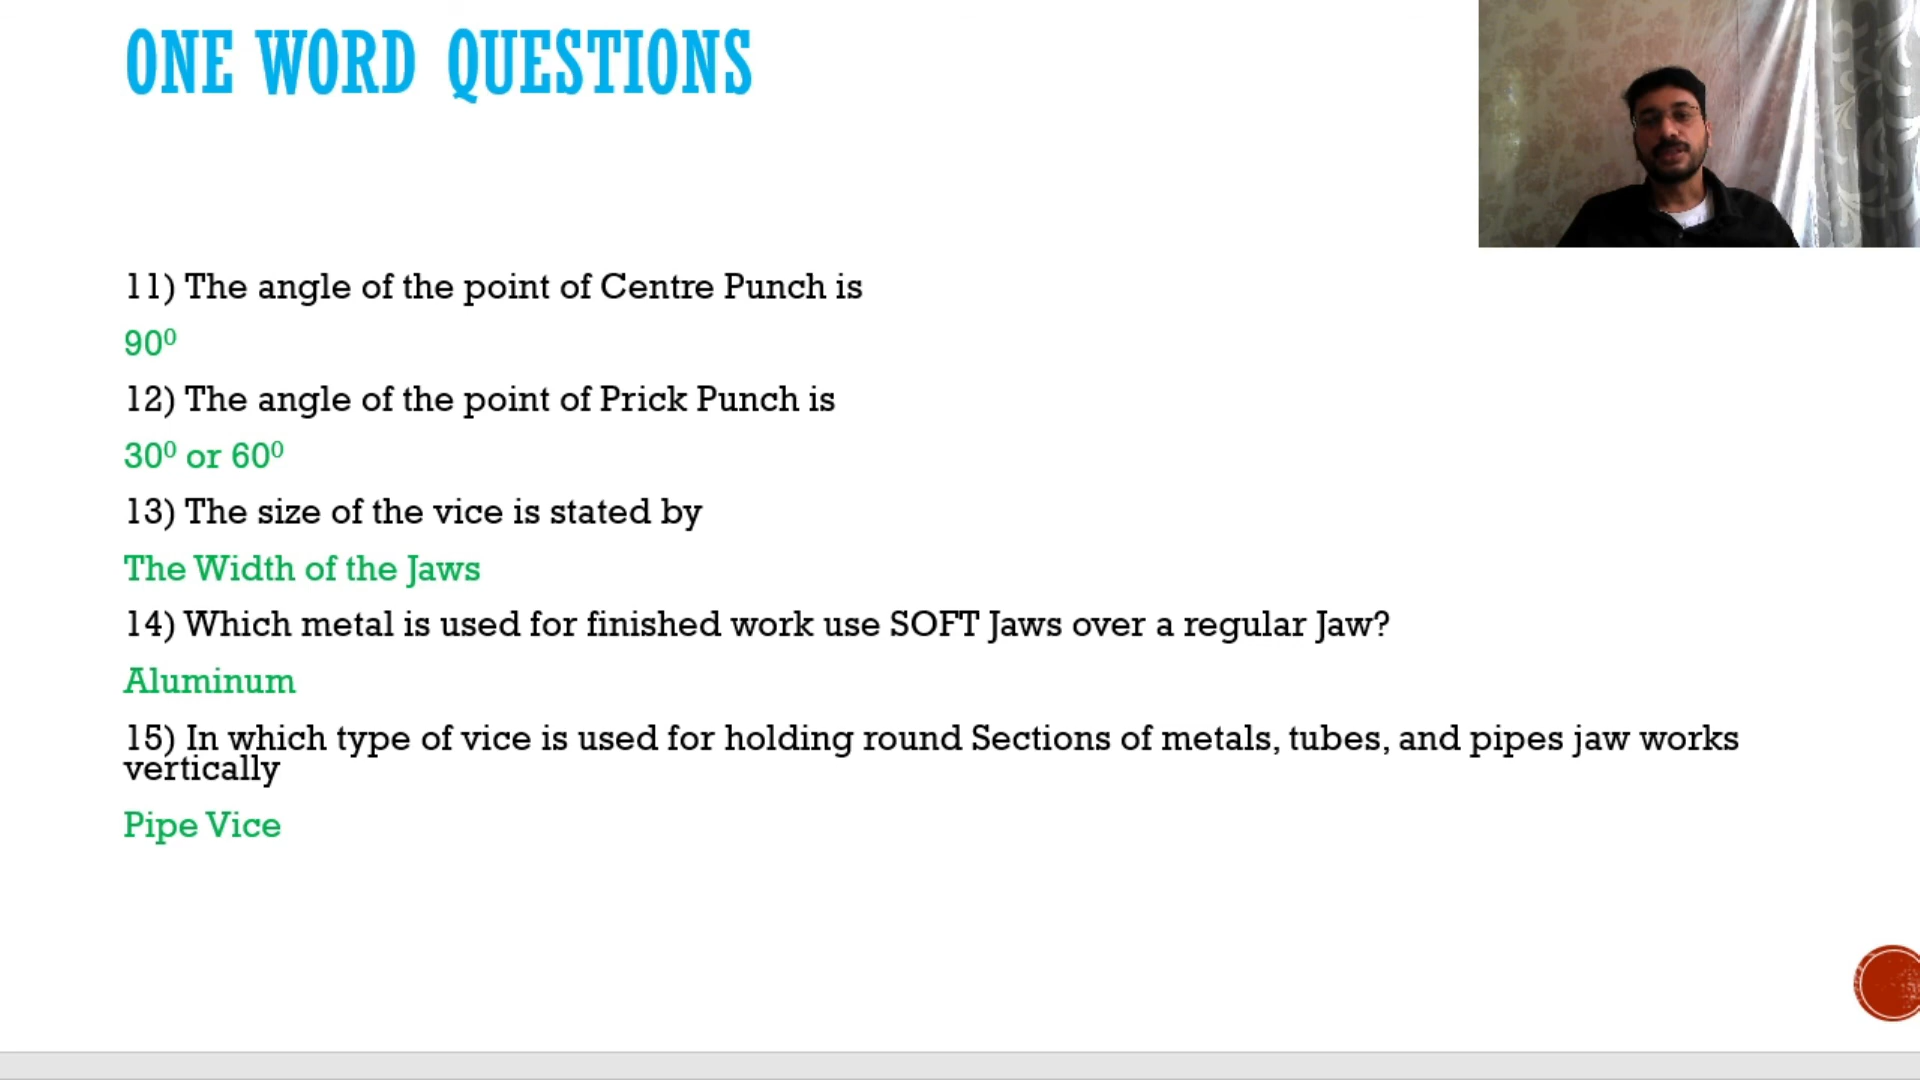 ONE WORD QUESTIONS
11) The angle of the point of Centre Punch is
90⁰
12) The angle of the point of Prick Punch is
30⁰ or 60⁰
13) The size of the vice is stated by
The Width of the Jaws
14) Which metal is used for finished work use SOFT Jaws over a regular Jaw?
Aluminum
15) In which type of vice is used for holding round Sections of metals, tubes, and pipes jaw works
vertically
Pipe Vice